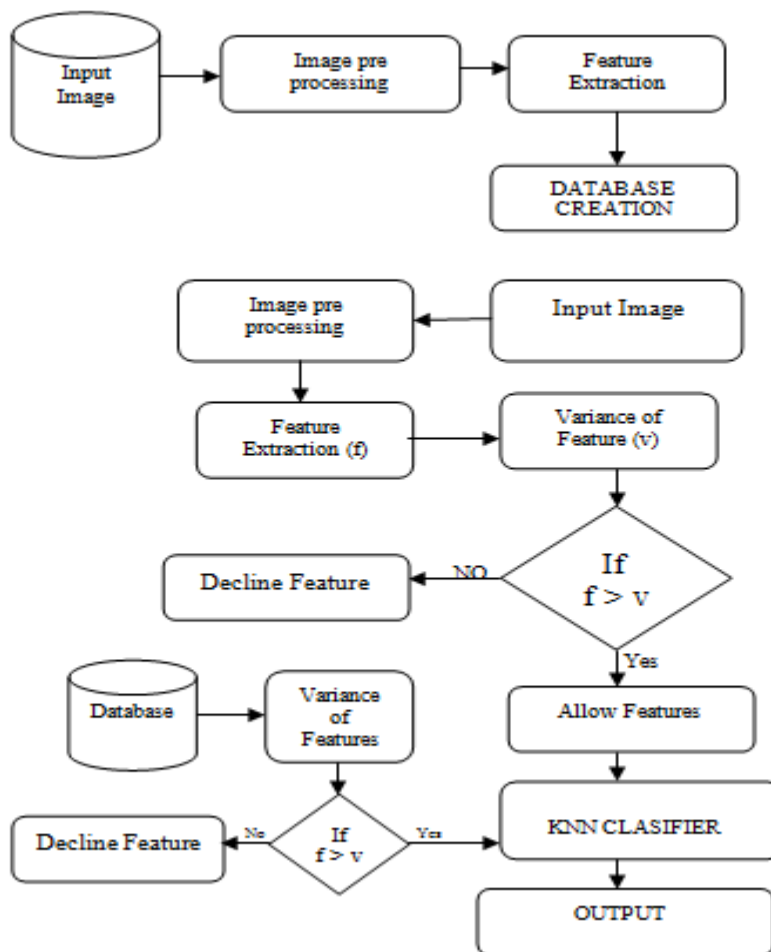 Input
Image
Image pre
processing
Feature
Extraction
DATABASE
CREATION
Image pre
processing
Input Image
Feature
Extraction (f)
Variance of
Feature (v)
If
f > v
NO
Decline Feature
Yes
Allow Features
Database
Variance
of
Features
If
f > v
No
Decline Feature
Yes
KNN CLASIFIER
OUTPUT